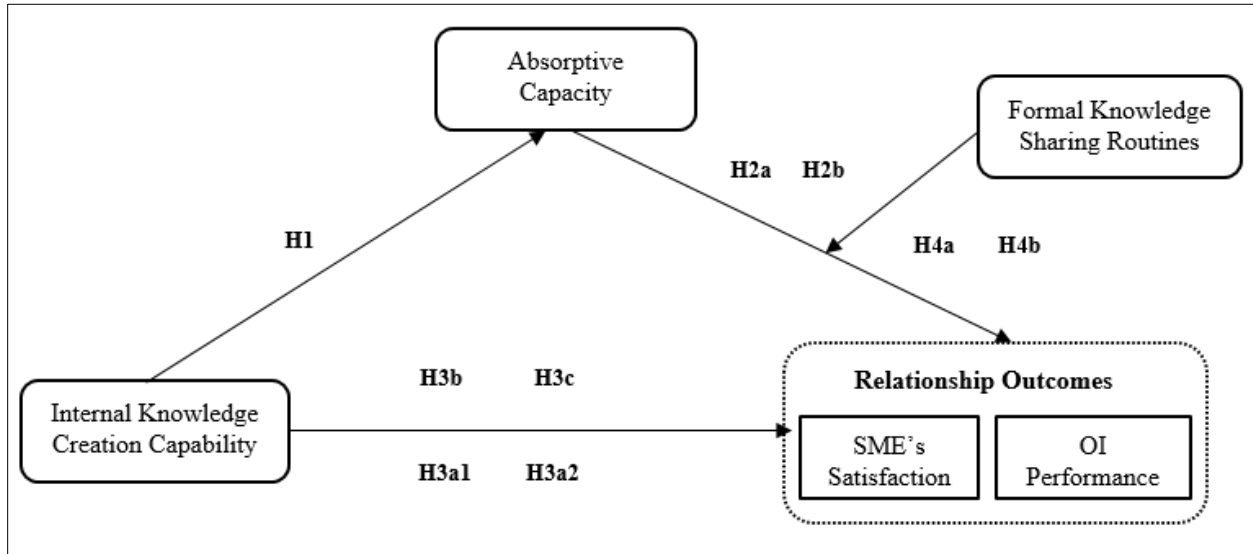 Absorptive
Capacity
Formal Knowledge
Sharing Routines
H2a H2b
H1
H4a H4b
Internal Knowledge
Creation Capability
H3b H3c
H3a1 H3a2
Relationship Outcomes
SME's
Satisfaction
OI
Performance